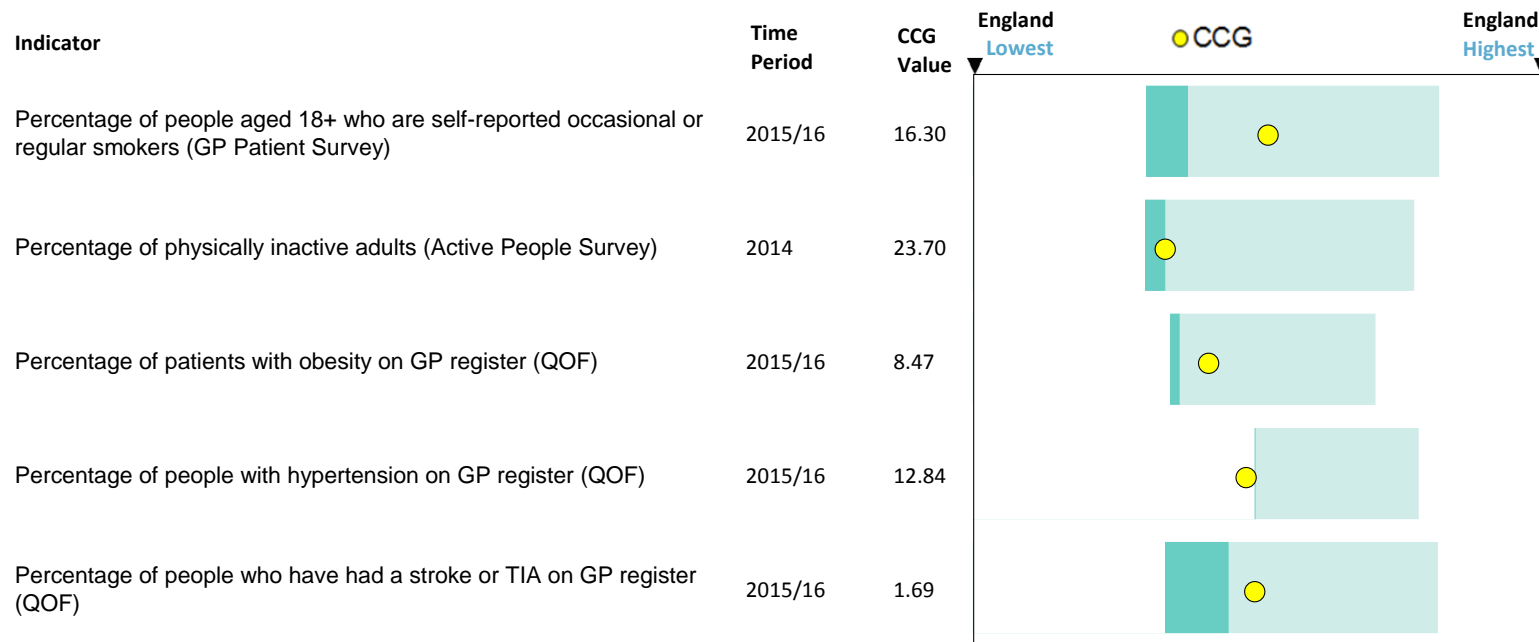 Indicator
Time
Period
CCG
Value
England
Lowest
CCG
England
Highest
Percentage of people aged 18+ who are self-reported occasional or
regular smokers (GP Patient Survey)
2015/16
16.30
Percentage of physically inactive adults (Active People Survey)
2014
23.70
Percentage of patients with obesity on GP register (QOF)
2015/16
8.47
Percentage of people with hypertension on GP register (QOF)
2015/16
12.84
Percentage of people who have had a stroke or TIA on GP register
(QOF)
2015/16
1.69